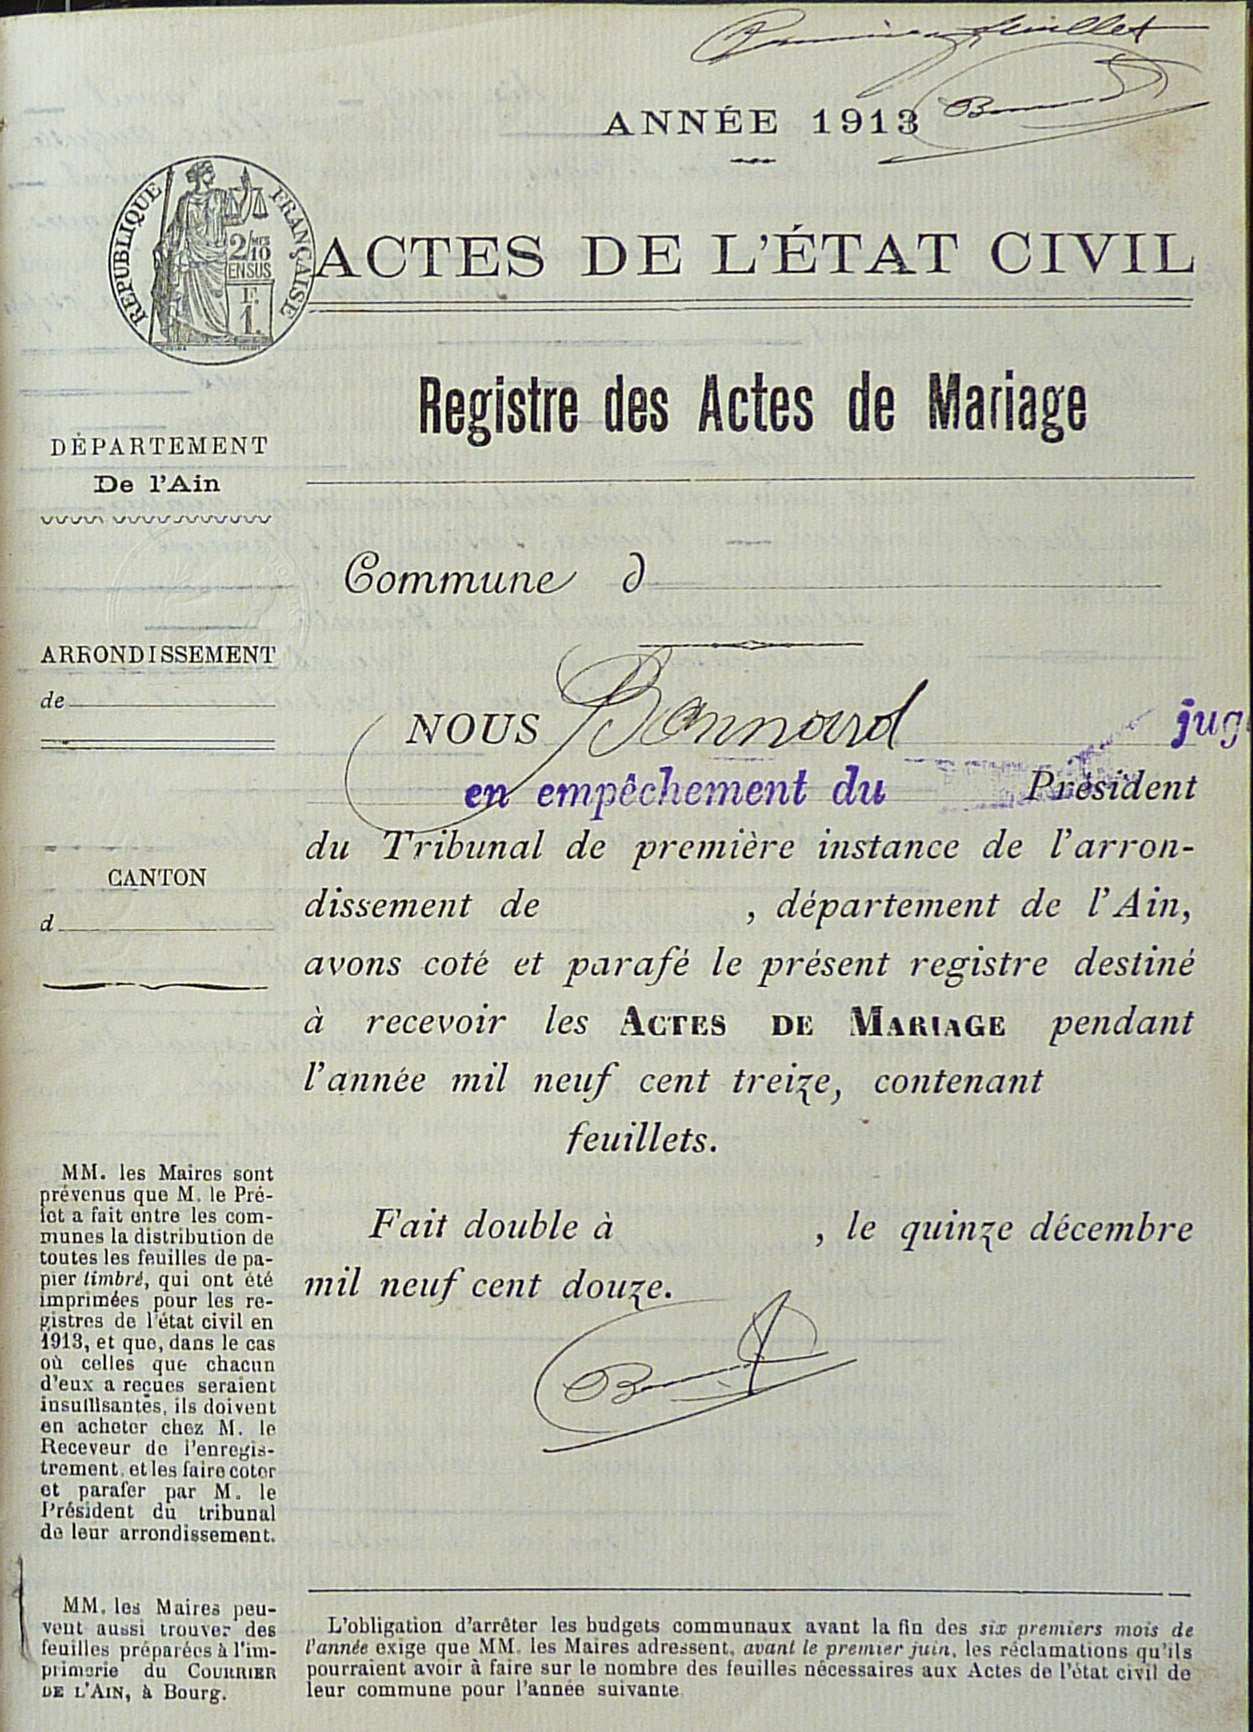 Premier feuillet
ANNÉE 1913
RÉPUBLIQUE FRANÇAISE
2/10
EN SUS
F.
1.
ACTES DE L'ÉTAT CIVIL
Registre des Actes de Mariage
DÉPARTEMENT
De l'Ain
Commune d
ARRONDISSEMENT
de
NOUS Bonnard jug
en empêchement du Président
du Tribunal de première instance de l'arron-
dissement de , département de l'Ain,
avons coté et parafé le présent registre destiné
à recevoir les ACTES DE MARIAGE pendant
l'année mil neuf cent treize, contenant
feuillets.
CANTON
d
Fait double à , le quinze décembre
mil neuf cent douze.
MM. les Maires sont
prévenus que M. le Pré-
fet a fait entre les com-
munes la distribution de
toutes les feuilles de pa-
pier timbré, qui ont été
imprimées pour les re-
gistres de l'état civil en
1913, et que, dans le cas
où celles que chacun
d'eux a reçues seraient
insuffisantes, ils doivent
en acheter chez M. le
Receveur de l'enregis-
trement, et les faire coter
et parafer par M. le
Président du tribunal
de leur arrondissement.
MM. les Maires peu-
vent aussi trouver des
feuilles préparées à l'im-
primerie du COURRIER
DE L'AIN, à Bourg.
L'obligation d'arrêter les budgets communaux avant la fin des six premiers mois de
l'année exige que MM. les Maires adressent, avant le premier juin, les réclamations qu'ils
pourraient avoir à faire sur le nombre des feuilles nécessaires aux Actes de l'état civil de
leur commune pour l'année suivante